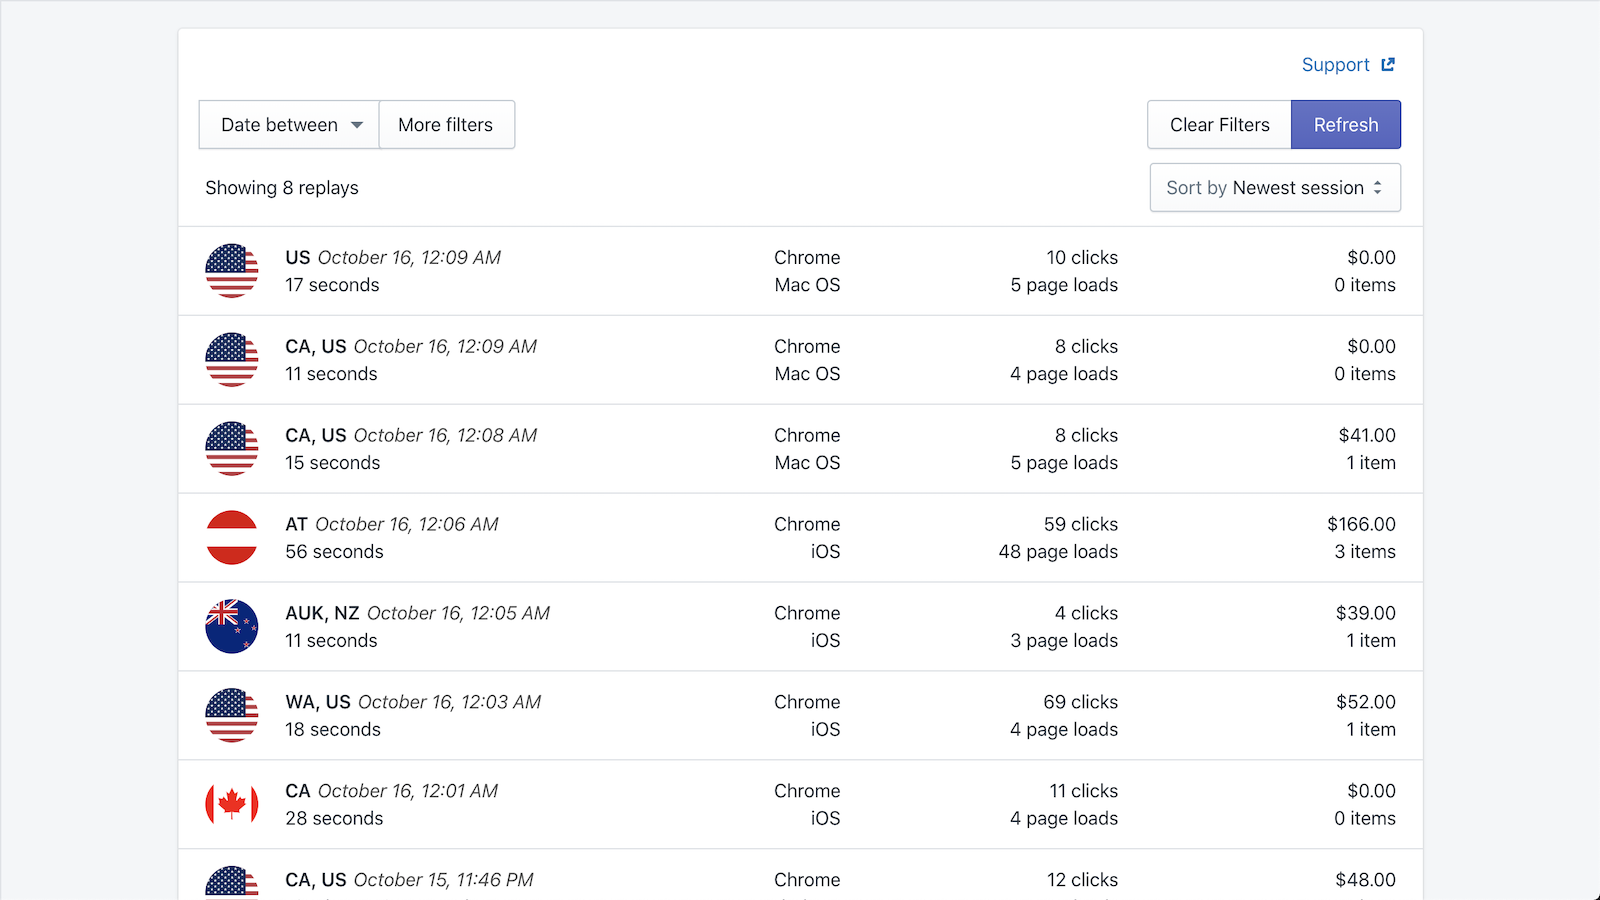 Support
Date between More filters Clear Filters Refresh
Showing 8 replays Sort by Newest session
US October 16, 12:09 AM Chrome 10 clicks $0.00
17 seconds Mac OS 5 page loads 0 items
CA, US October 16, 12:09 AM Chrome 8 clicks $0.00
11 seconds Mac OS 4 page loads 0 items
CA, US October 16, 12:08 AM Chrome 8 clicks $41.00
15 seconds Mac OS 5 page loads 1 item
AT October 16, 12:06 AM Chrome 59 clicks $166.00
56 seconds iOS 48 page loads 3 items
AUK, NZ October 16, 12:05 AM Chrome 4 clicks $39.00
11 seconds iOS 3 page loads 1 item
WA, US October 16, 12:03 AM Chrome 69 clicks $52.00
18 seconds iOS 4 page loads 1 item
CA October 16, 12:01 AM Chrome 11 clicks $0.00
28 seconds iOS 4 page loads 0 items
CA, US October 15, 11:46 PM Chrome 12 clicks $48.00